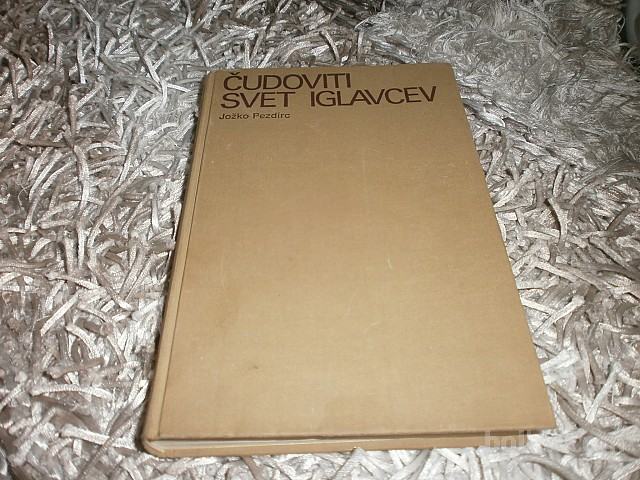 ČUDOVITI
SVET IGLAVCEV
Jožko Pezdirc